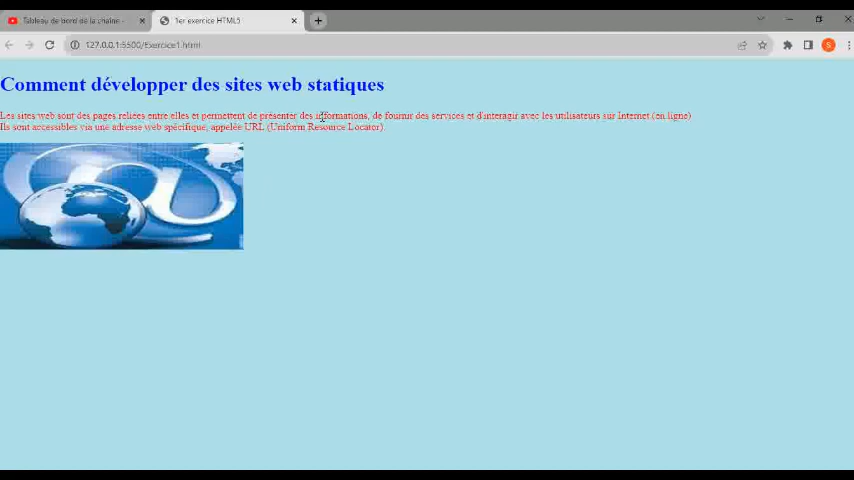 Tableau de bord de la chaîne -
1er exercice HTML5
127.0.0.1:5500/Exercice1.html
S
Comment développer des sites web statiques
Les sites web sont des pages reliées entre elles et permettent de présenter des informations, de fournir des services et d'interagir avec les utilisateurs sur Internet (en ligne)
Ils sont accessibles via une adresse web spécifique, appelée URL (Uniform Resource Locator).